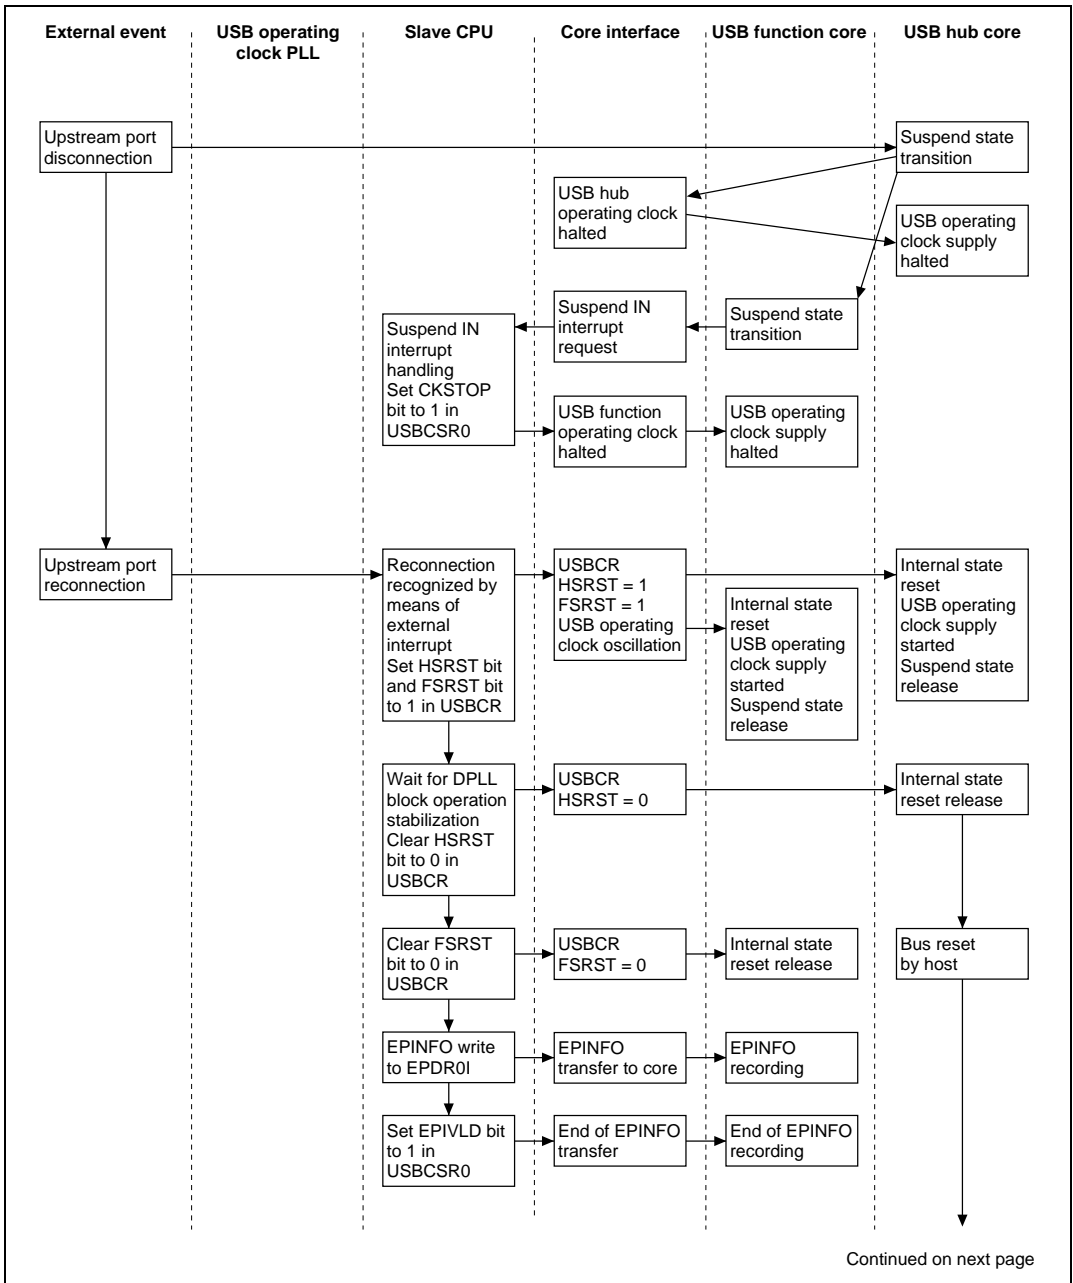 External event
USB operating
clock PLL
Slave CPU
Core interface
USB function core
USB hub core
Upstream port
disconnection
Suspend state
transition
USB hub
operating clock
halted
USB operating
clock supply
halted
Suspend IN
interrupt
handling
Set CKSTOP
bit to 1 in
USBCSR0
Suspend IN
interrupt
request
Suspend state
transition
USB function
operating clock
halted
USB operating
clock supply
halted
Upstream port
reconnection
Reconnection
recognized by
means of
external
interrupt
Set HSRST bit
and FSRST bit
to 1 in USBCR
USBCR
HSRST = 1
FSRST = 1
USB operating
clock oscillation
Internal state
reset
USB operating
clock supply
started
Suspend state
release
Internal state
reset
USB operating
clock supply
started
Suspend state
release
Wait for DPLL
block operation
stabilization
Clear HSRST
bit to 0 in
USBCR
USBCR
HSRST = 0
Internal state
reset release
Clear FSRST
bit to 0 in
USBCR
USBCR
FSRST = 0
Internal state
reset release
Bus reset
by host
EPINFO write
to EPDR0I
EPINFO
transfer to core
EPINFO
recording
Set EPIVLD bit
to 1 in
USBCSR0
End of EPINFO
transfer
End of EPINFO
recording
Continued on next page